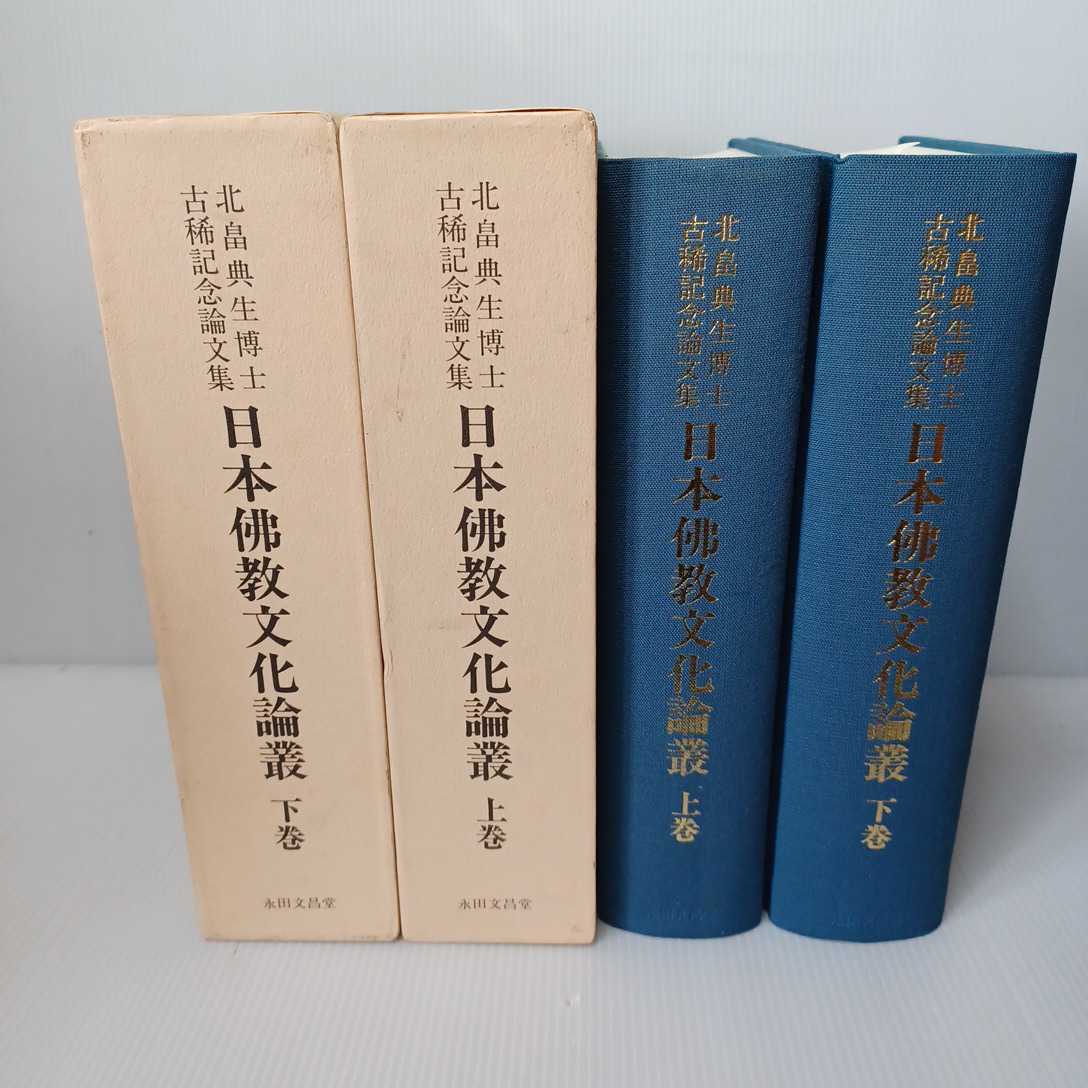 北畠典生博士
古稀記念論文集
日本佛教文化論叢
下巻
永田文昌堂
北畠典生博士
古稀記念論文集
日本佛教文化論叢
上巻
永田文昌堂
北畠典生博士
古稀記念論文集
日本佛教文化論叢
上巻
北畠典生博士
古稀記念論文集
日本佛教文化論叢
下巻